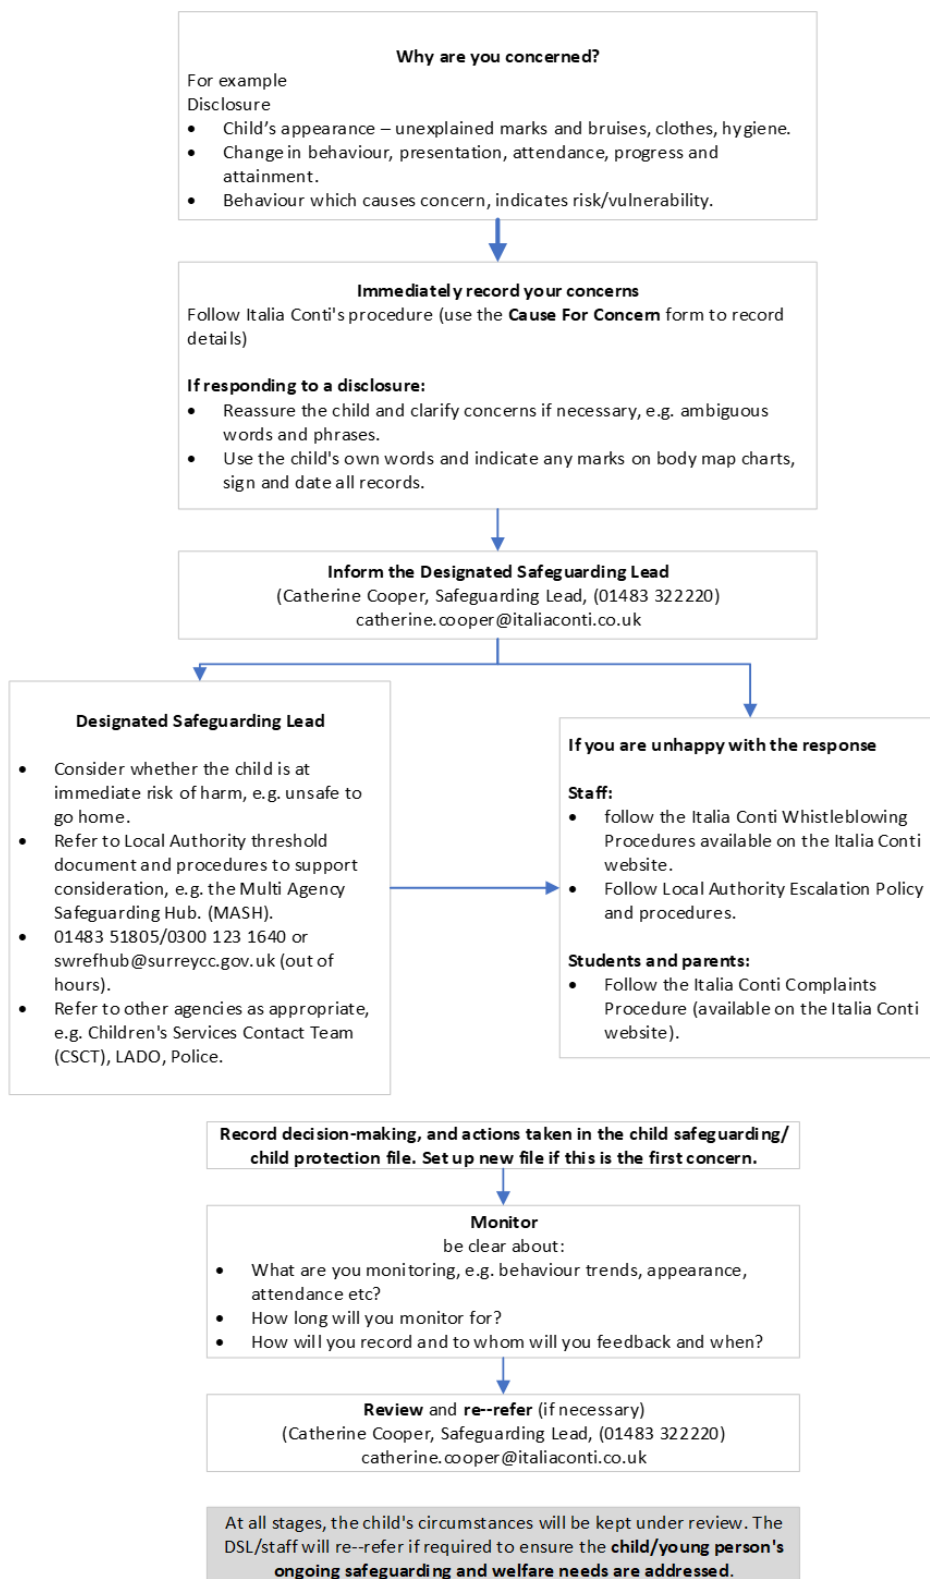 Why are you concerned?
For example
Disclosure
• Child's appearance – unexplained marks and bruises, clothes, hygiene.
• Change in behaviour, presentation, attendance, progress and
attainment.
• Behaviour which causes concern, indicates risk/vulnerability.
Immediately record your concerns
Follow Italia Conti's procedure (use the Cause For Concern form to record
details)
If responding to a disclosure:
• Reassure the child and clarify concerns if necessary, e.g. ambiguous
words and phrases.
• Use the child's own words and indicate any marks on body map charts,
sign and date all records.
Inform the Designated Safeguarding Lead
(Catherine Cooper, Safeguarding Lead, (01483 322220)
catherine.cooper@italiaconti.co.uk
Designated Safeguarding Lead
• Consider whether the child is at
immediate risk of harm, e.g. unsafe to
go home.
• Refer to Local Authority threshold
document and procedures to support
consideration, e.g. the Multi Agency
Safeguarding Hub. (MASH).
• 01483 51805/0300 123 1640 or
swrefhub@surreycc.gov.uk (out of
hours).
• Refer to other agencies as appropriate,
e.g. Children's Services Contact Team
(CSCT), LADO, Police.
If you are unhappy with the response
Staff:
• follow the Italia Conti Whistleblowing
Procedures available on the Italia Conti
website.
• Follow Local Authority Escalation Policy
and procedures.
Students and parents:
• Follow the Italia Conti Complaints
Procedure (available on the Italia Conti
website).
Record decision-making, and actions taken in the child safeguarding/
child protection file. Set up new file if this is the first concern.
Monitor
be clear about:
• What are you monitoring, e.g. behaviour trends, appearance,
attendance etc?
• How long will you monitor for?
• How will you record and to whom will you feedback and when?
Review and re--refer (if necessary)
(Catherine Cooper, Safeguarding Lead, (01483 322220)
catherine.cooper@italiaconti.co.uk
At all stages, the child's circumstances will be kept under review. The
DSL/staff will re--refer if required to ensure the child/young person's
ongoing safeguarding and welfare needs are addressed.